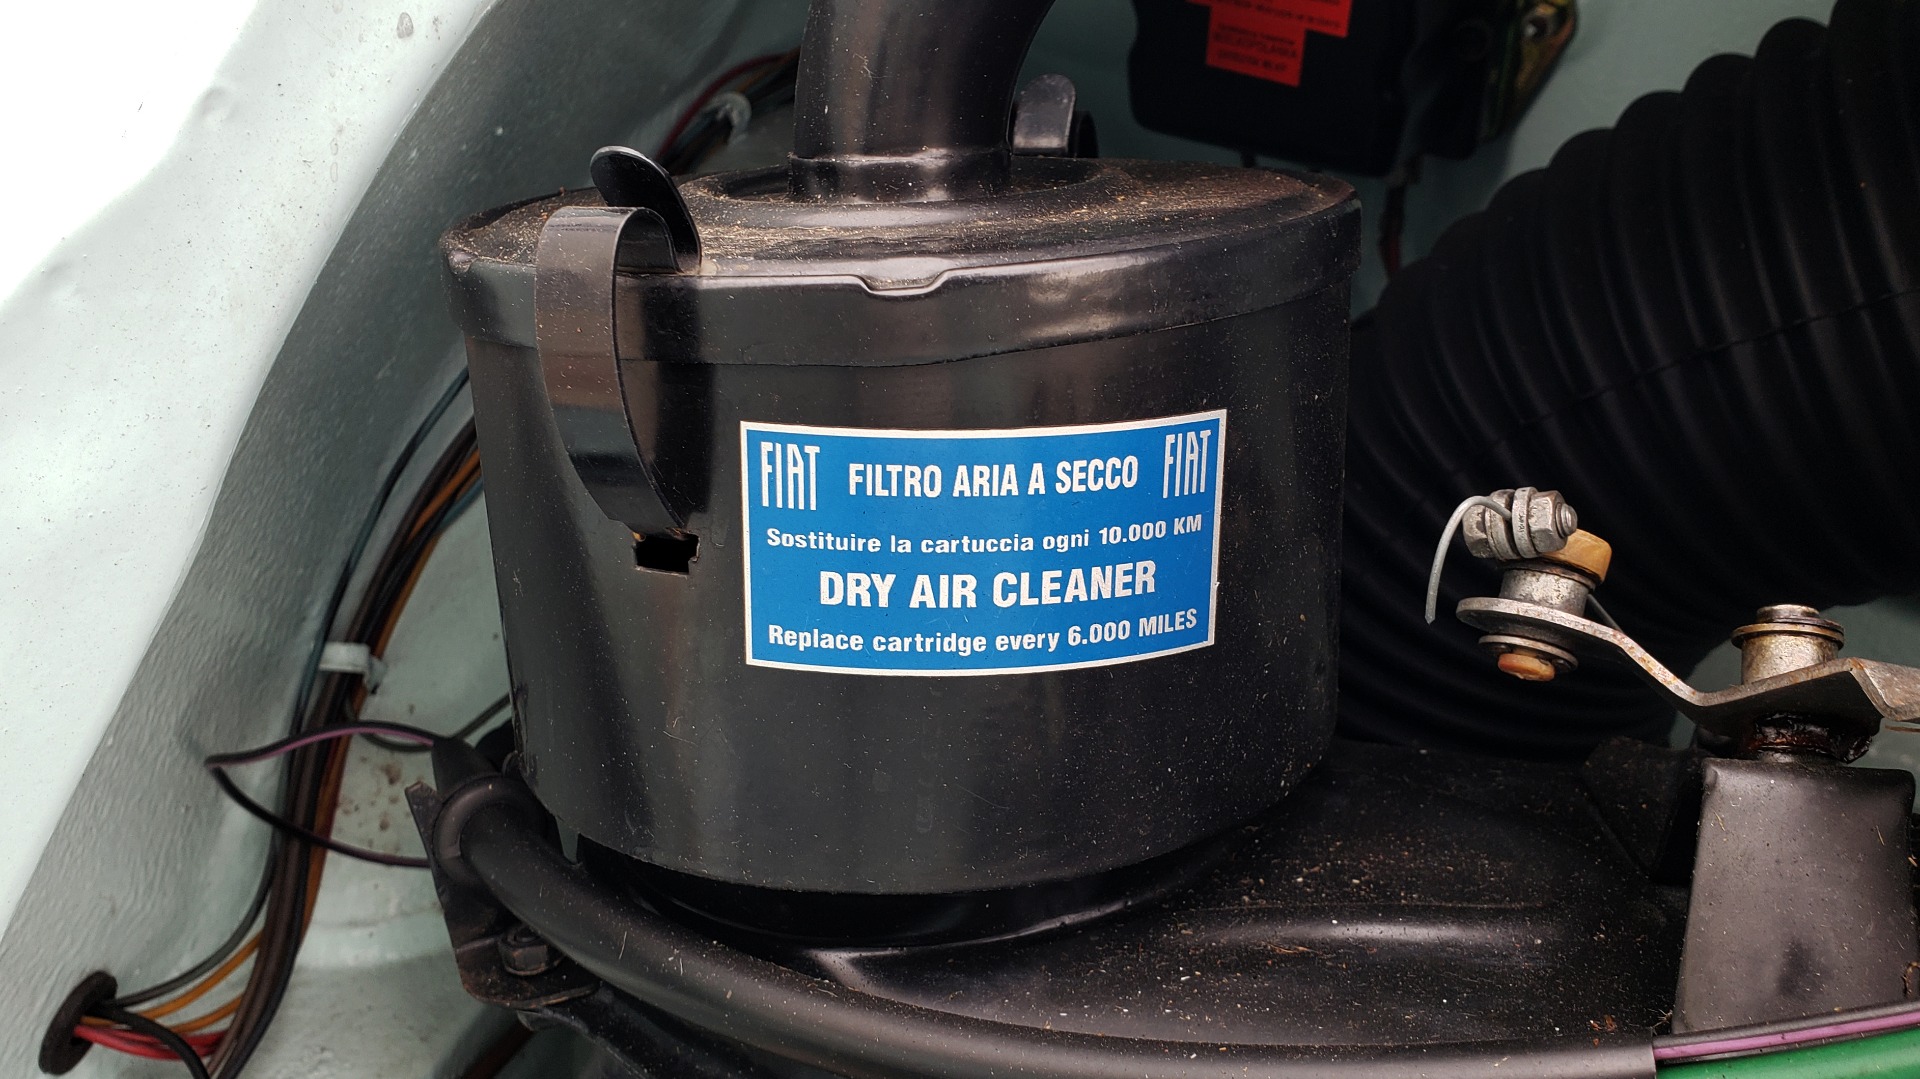 FIAT FILTRO ARIA A SECCO FIAT
Sostituire la cartuccia ogni 10.000 KM
DRY AIR CLEANER
Replace cartridge every 6.000 MILES